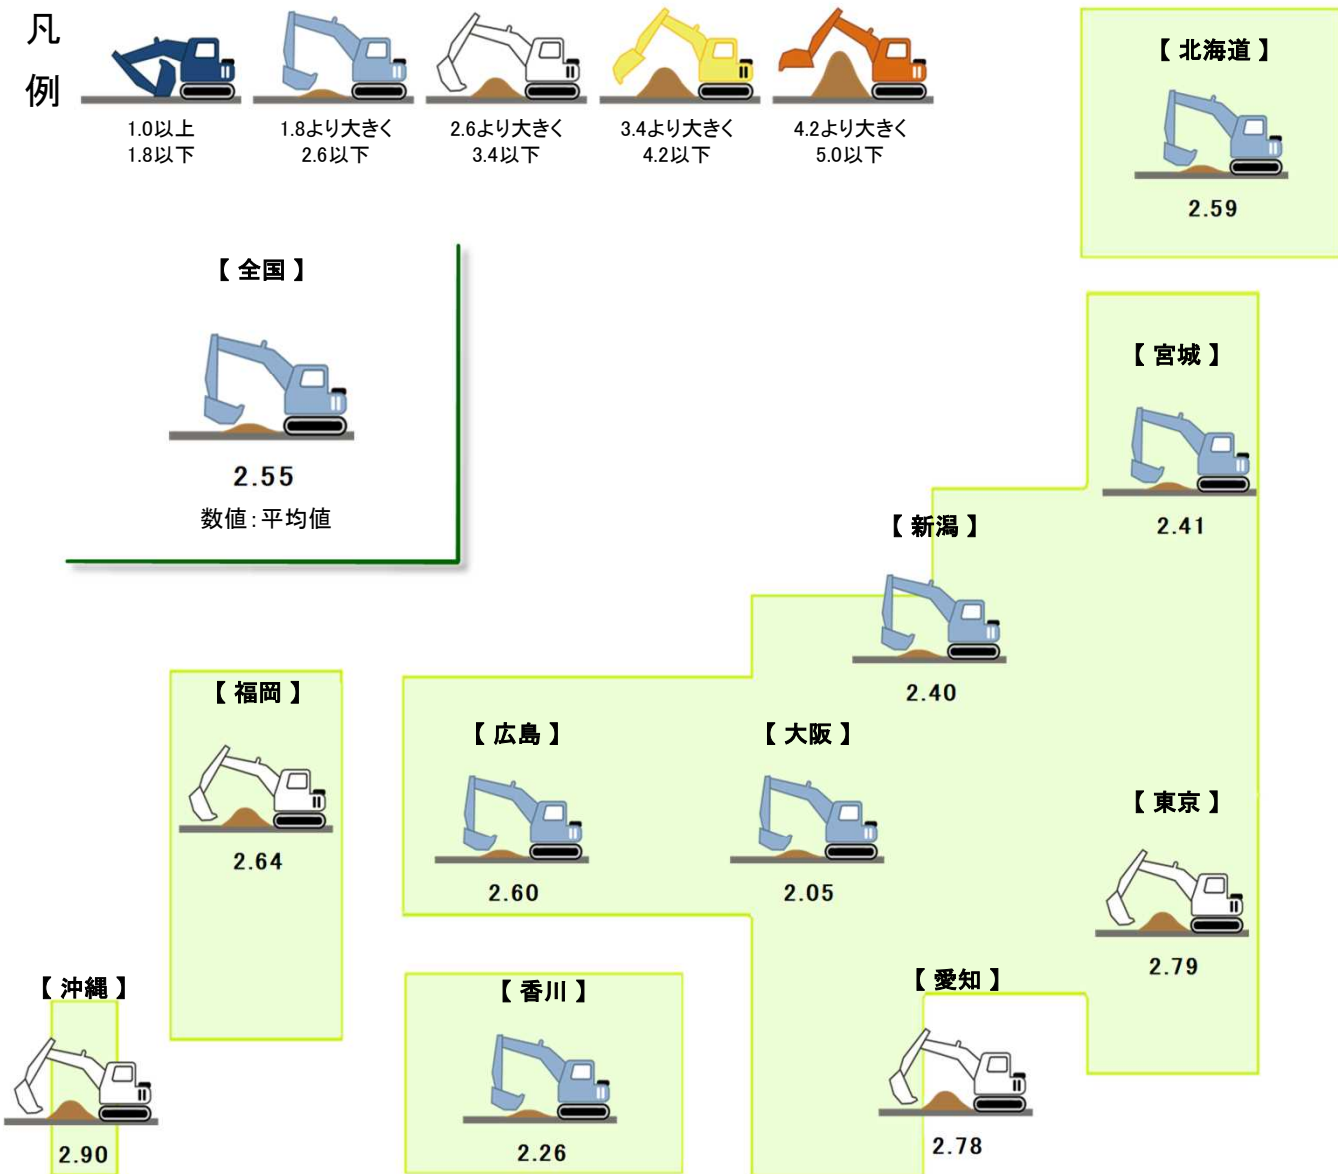 凡
例
1.0以上
1.8以下
1.8より大きく
2.6以下
2.6より大きく
3.4以下
3.4より大きく
4.2以下
4.2より大きく
5.0以下
【 北海道 】
2.59
【 全国 】
2.55
数値：平均値
【 宮城 】
2.41
【 新潟 】
2.40
【 福岡 】
2.64
【 広島 】
2.60
【 大阪 】
2.05
【 東京 】
2.79
【 沖縄 】
2.90
【 香川 】
2.26
【 愛知 】
2.78